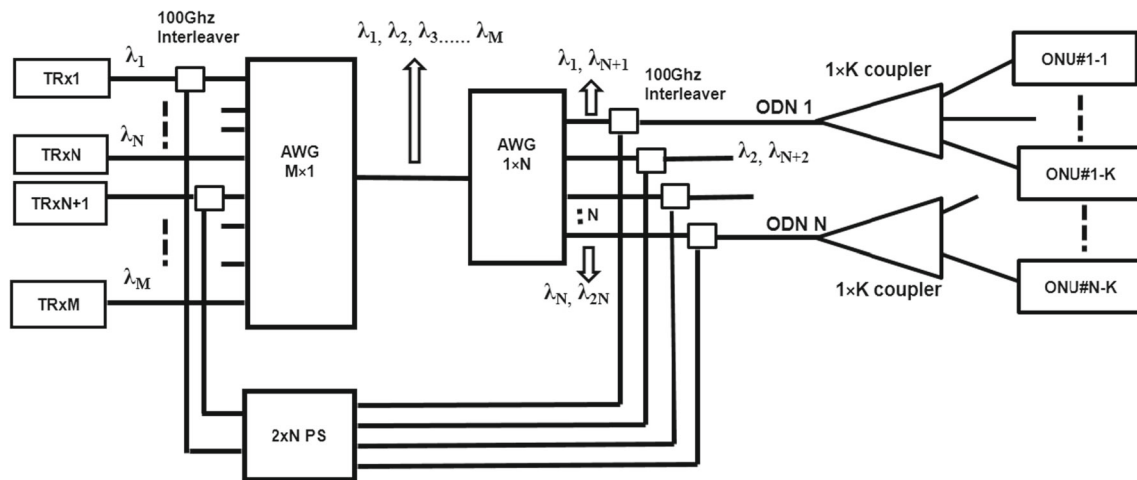 100Ghz
Interleaver
λ1
TRx1
λN
TRxN
TRxN+1
λM
TRxM
AWG
M×1
λ1, λ2, λ3...... λM
AWG
1×N
λ1, λN+1
100Ghz
Interleaver
λ2, λN+2
: N
λN, λ2N
2xN PS
ODN 1
1×K coupler
ONU#1-1
ONU#1-K
ODN N
1×K coupler
ONU#N-K